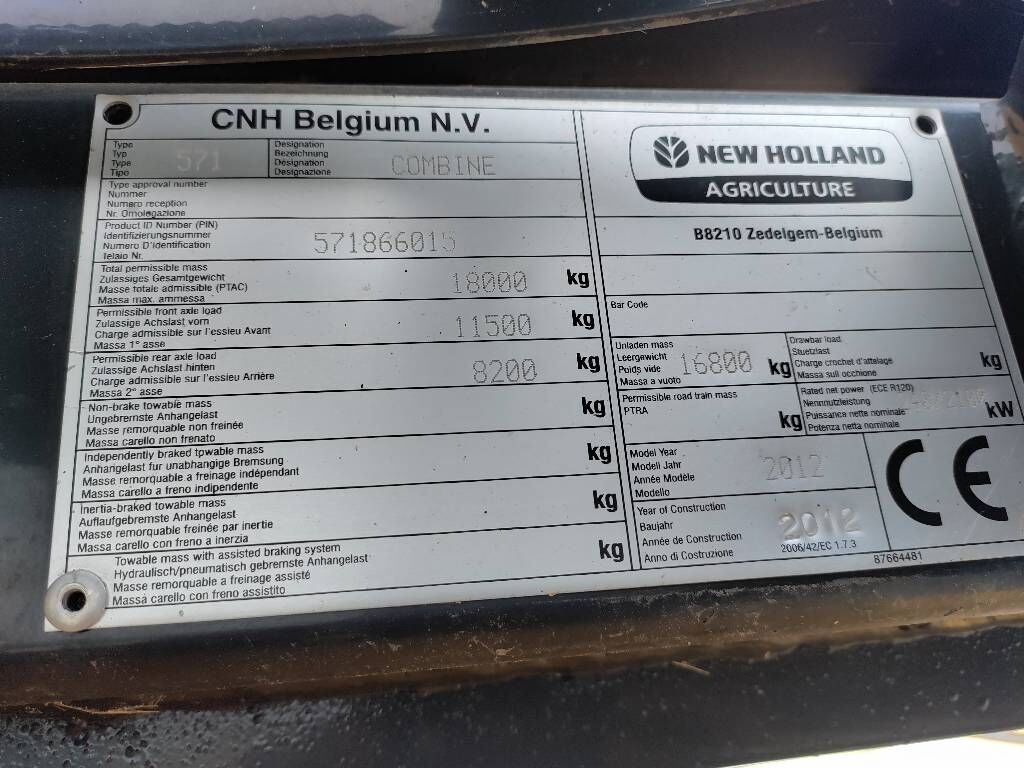 CNH Belgium N.V.
Type
Typ
Type
Tipo
571
Designation
Bezeichnung
Désignation
Designazione
COMBINE
Type approval number
Nummer
Numero reception
Nr. Omologazione
Product ID Number (PIN)
Identifizierungsnummer
Numero D'Identification
Telaio Nr.
571866015
Total permissible mass
Zulassiges Gesamtgewicht
Masse totale admissible (PTAC)
Massa max. ammessa
18000 kg
Permissible front axle load
Zulassige Achslast vorn
Charge admissible sur l'essieu Avant
Massa 1° asse
11500 kg
Permissible rear axle load
Zulassige Achslast hinten
Charge admissible sur l'essieu Arrière
Massa 2° asse
8200 kg
Non-brake towable mass
Ungebremste Anhangelast
Masse remorquable non freinée
Massa carello non frenato
kg
Independently braked towable mass
Anhangelast fur unabhangige Bremsung
Masse remorquable a freinage indépendant
Massa carello a freno indipendente
kg
Inertia-braked towable mass
Auflaufgebremste Anhangelast
Masse remorquable freinée par inertie
Massa carello con freno a inerzia
kg
Towable mass with assisted braking system
Hydraulisch/pneumatisch gebremste Anhangelast
Masse remorquable a freinage assisté
Massa carello con freno assistito
kg
NEW HOLLAND
AGRICULTURE
B8210 Zedelgem-Belgium
Bar Code
Unladen mass
Leergewicht
Poids vide
Massa a vuoto
16800 kg
Drawbar load
Stuetzlast
Charge crochet d'attelage
Massa sull occhione
kg
Permissible road train mass
PTRA
kg
Rated net power (ECE R120)
Nennnutzleistung
Puissance nette nominale
Potenza netta nominale
kW
Model Year
Modell Jahr
Année Modèle
Modello
2012
Year of Construction
Baujahr
Année de Construction
Anno di Costruzione
2012
2006/42/EC 1.7.3
CE
87664481